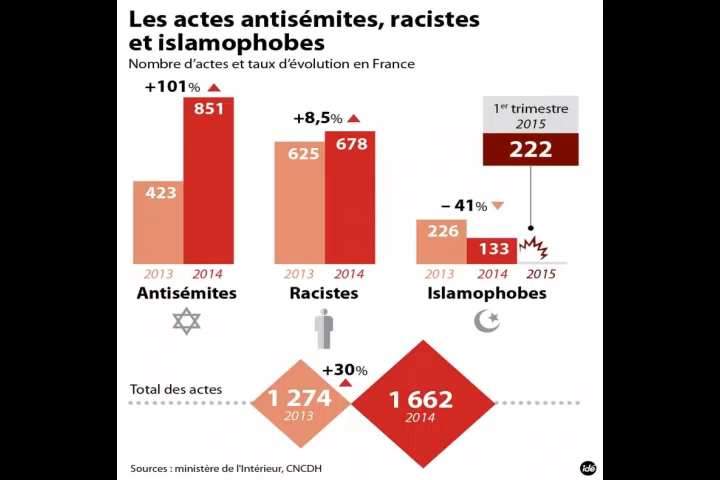 Les actes antisémites, racistes
et islamophobes
Nombre d'actes et taux d'évolution en France
+101%
851
423
2013 2014
Antisémites
+8,5%
625
678
2013 2014
Racistes
1er trimestre
2015
222
– 41%
226
133
2013 2014 2015
Islamophobes
Total des actes
+30%
1 274
2013
1 662
2014
Sources : ministère de l'Intérieur, CNCDH
idé